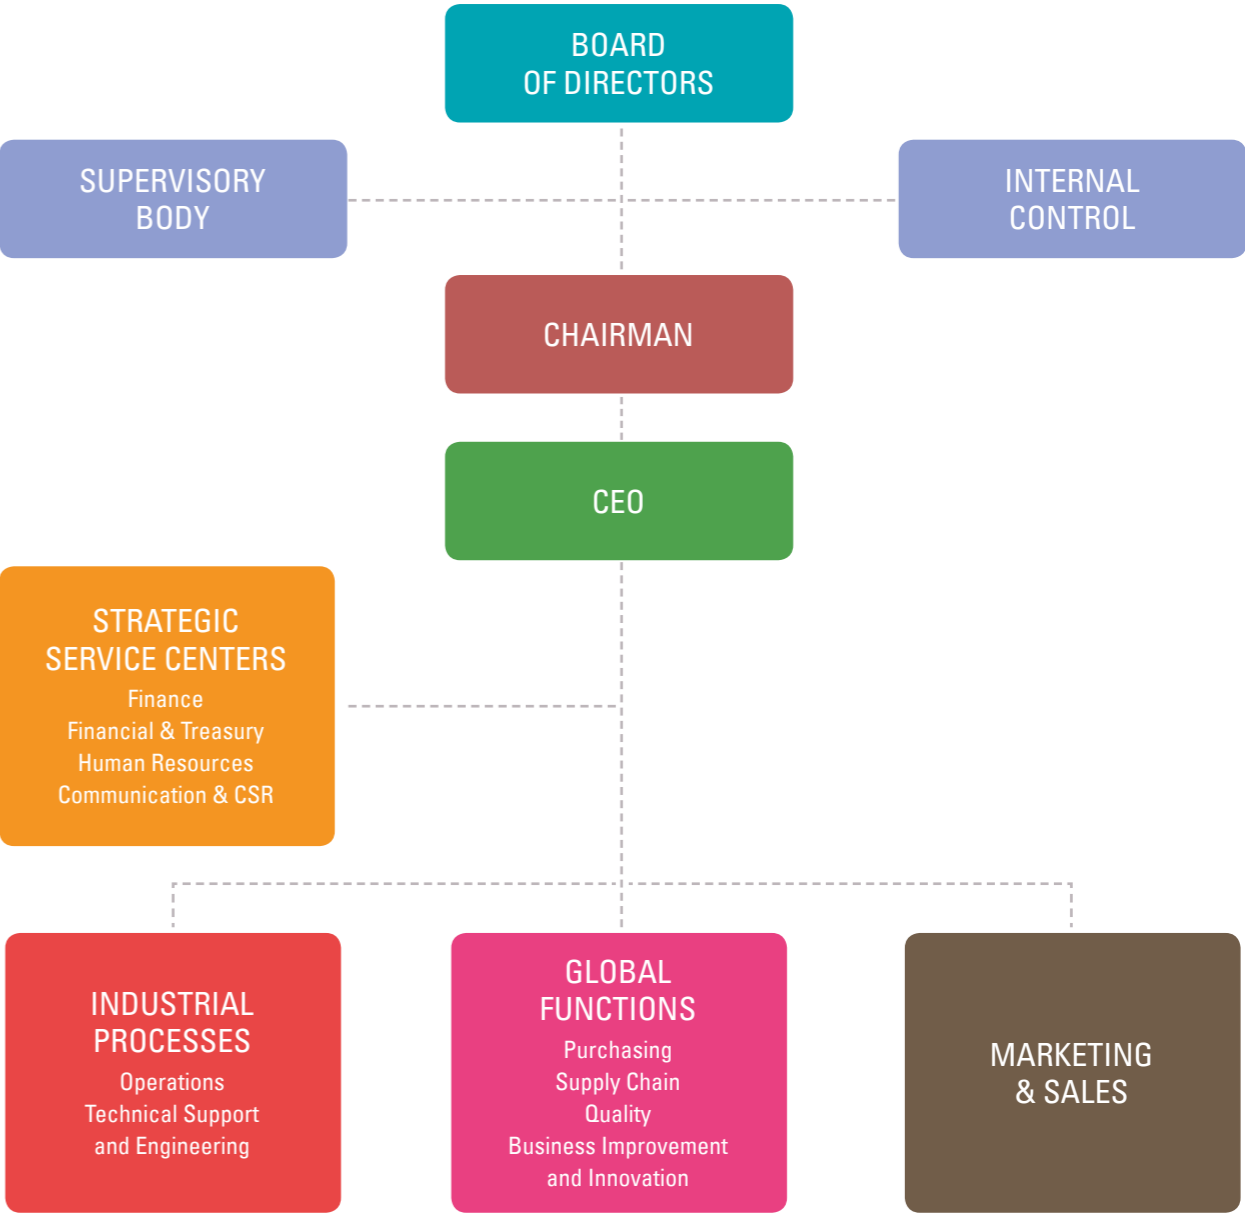 BOARD
OF DIRECTORS
SUPERVISORY
BODY
INTERNAL
CONTROL
CHAIRMAN
CEO
STRATEGIC
SERVICE CENTERS
Finance
Financial & Treasury
Human Resources
Communication & CSR
INDUSTRIAL
PROCESSES
Operations
Technical Support
and Engineering
GLOBAL
FUNCTIONS
Purchasing
Supply Chain
Quality
Business Improvement
and Innovation
MARKETING
& SALES